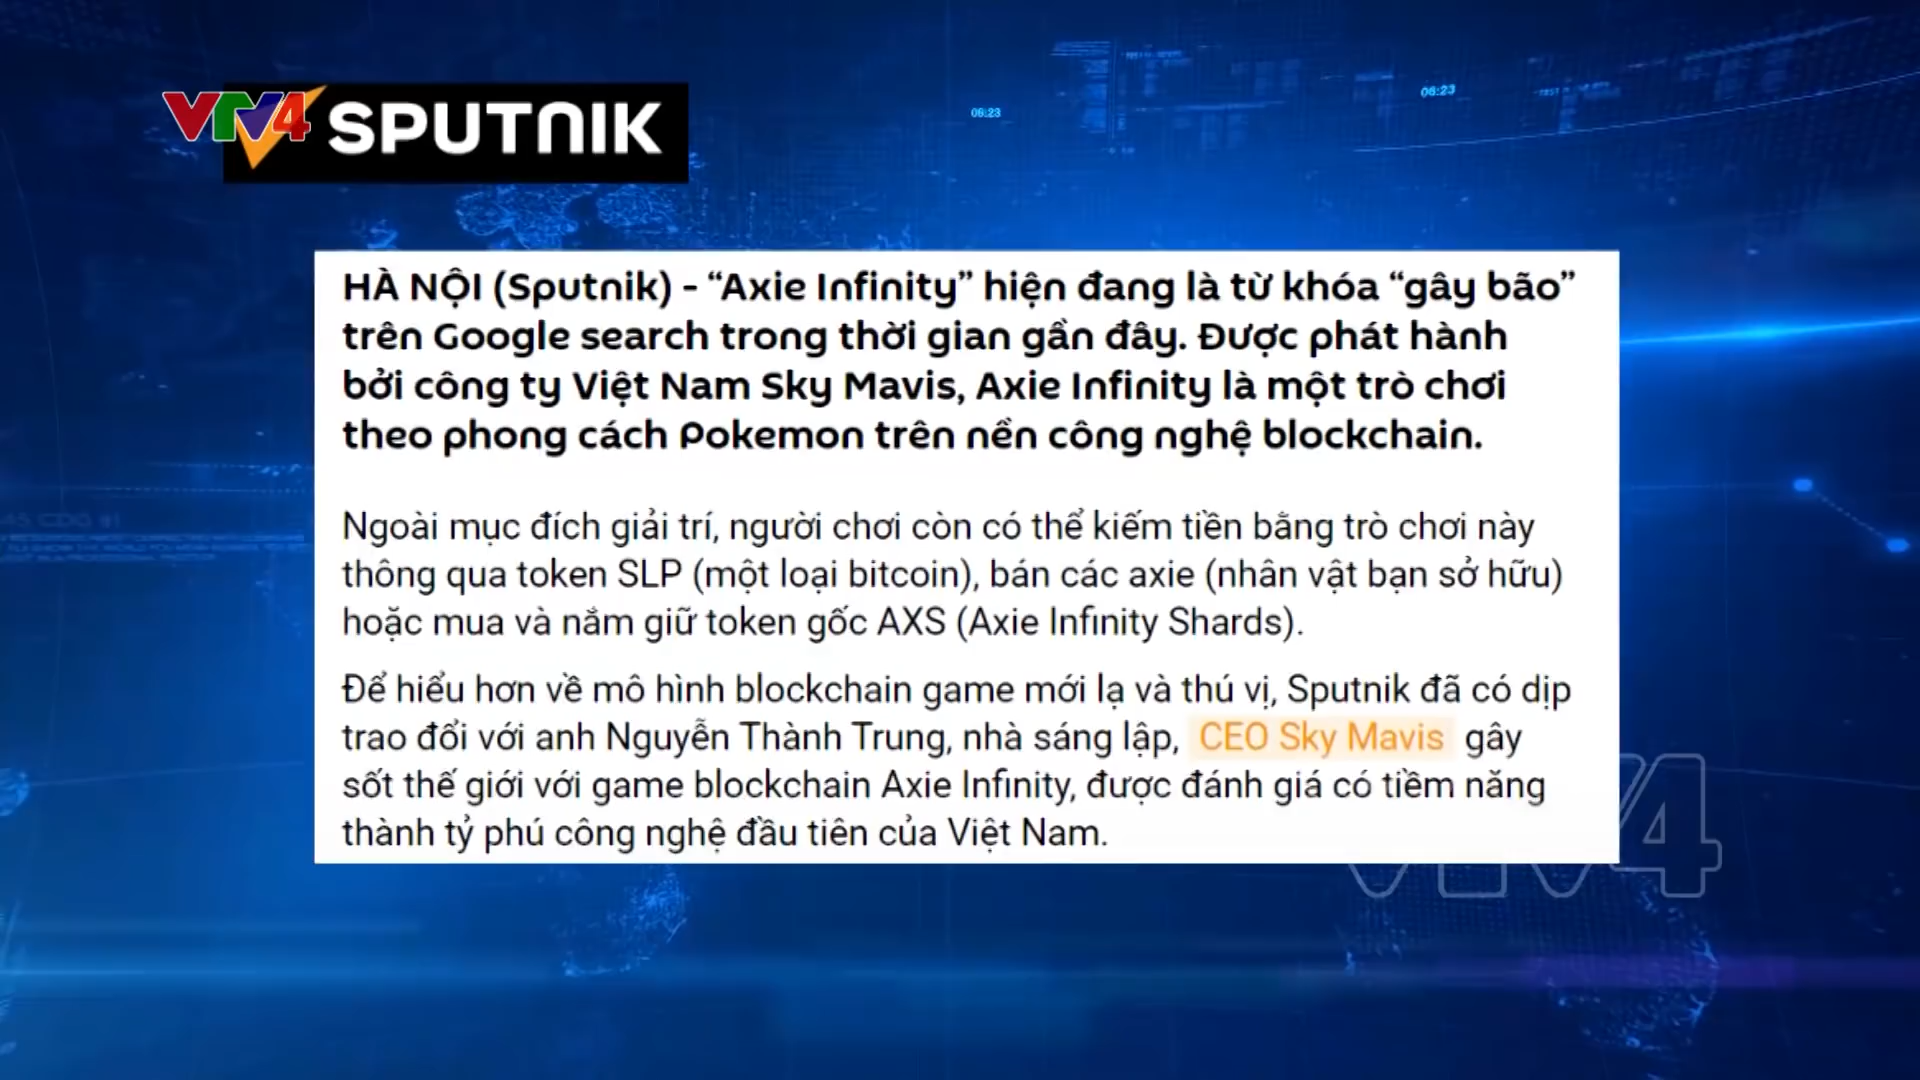 VTV4
SPUTNIK
06:23
06:23
HÀ NỘI (Sputnik) - “Axie Infinity” hiện đang là từ khóa “gây bão”
trên Google search trong thời gian gần đây. Được phát hành
bởi công ty Việt Nam Sky Mavis, Axie Infinity là một trò chơi
theo phong cách Pokemon trên nền công nghệ blockchain.
Ngoài mục đích giải trí, người chơi còn có thể kiếm tiền bằng trò chơi này
thông qua token SLP (một loại bitcoin), bán các axie (nhân vật bạn sở hữu)
hoặc mua và nắm giữ token gốc AXS (Axie Infinity Shards).
Để hiểu hơn về mô hình blockchain game mới lạ và thú vị, Sputnik đã có dịp
trao đổi với anh Nguyễn Thành Trung, nhà sáng lập, CEO Sky Mavis gây
sốt thế giới với game blockchain Axie Infinity, được đánh giá có tiềm năng
thành tỷ phú công nghệ đầu tiên của Việt Nam.
VTV4